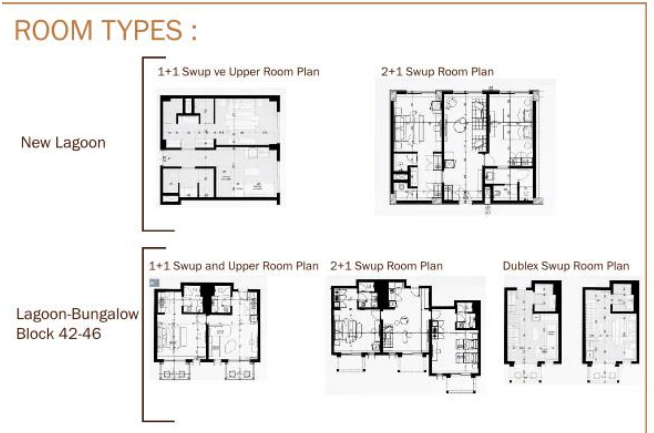 ROOM TYPES :
1+1 Swup ve Upper Room Plan
2+1 Swup Room Plan
New Lagoon
1+1 Swup and Upper Room Plan
2+1 Swup Room Plan
Dublex Swup Room Plan
Lagoon-Bungalow
Block 42-46